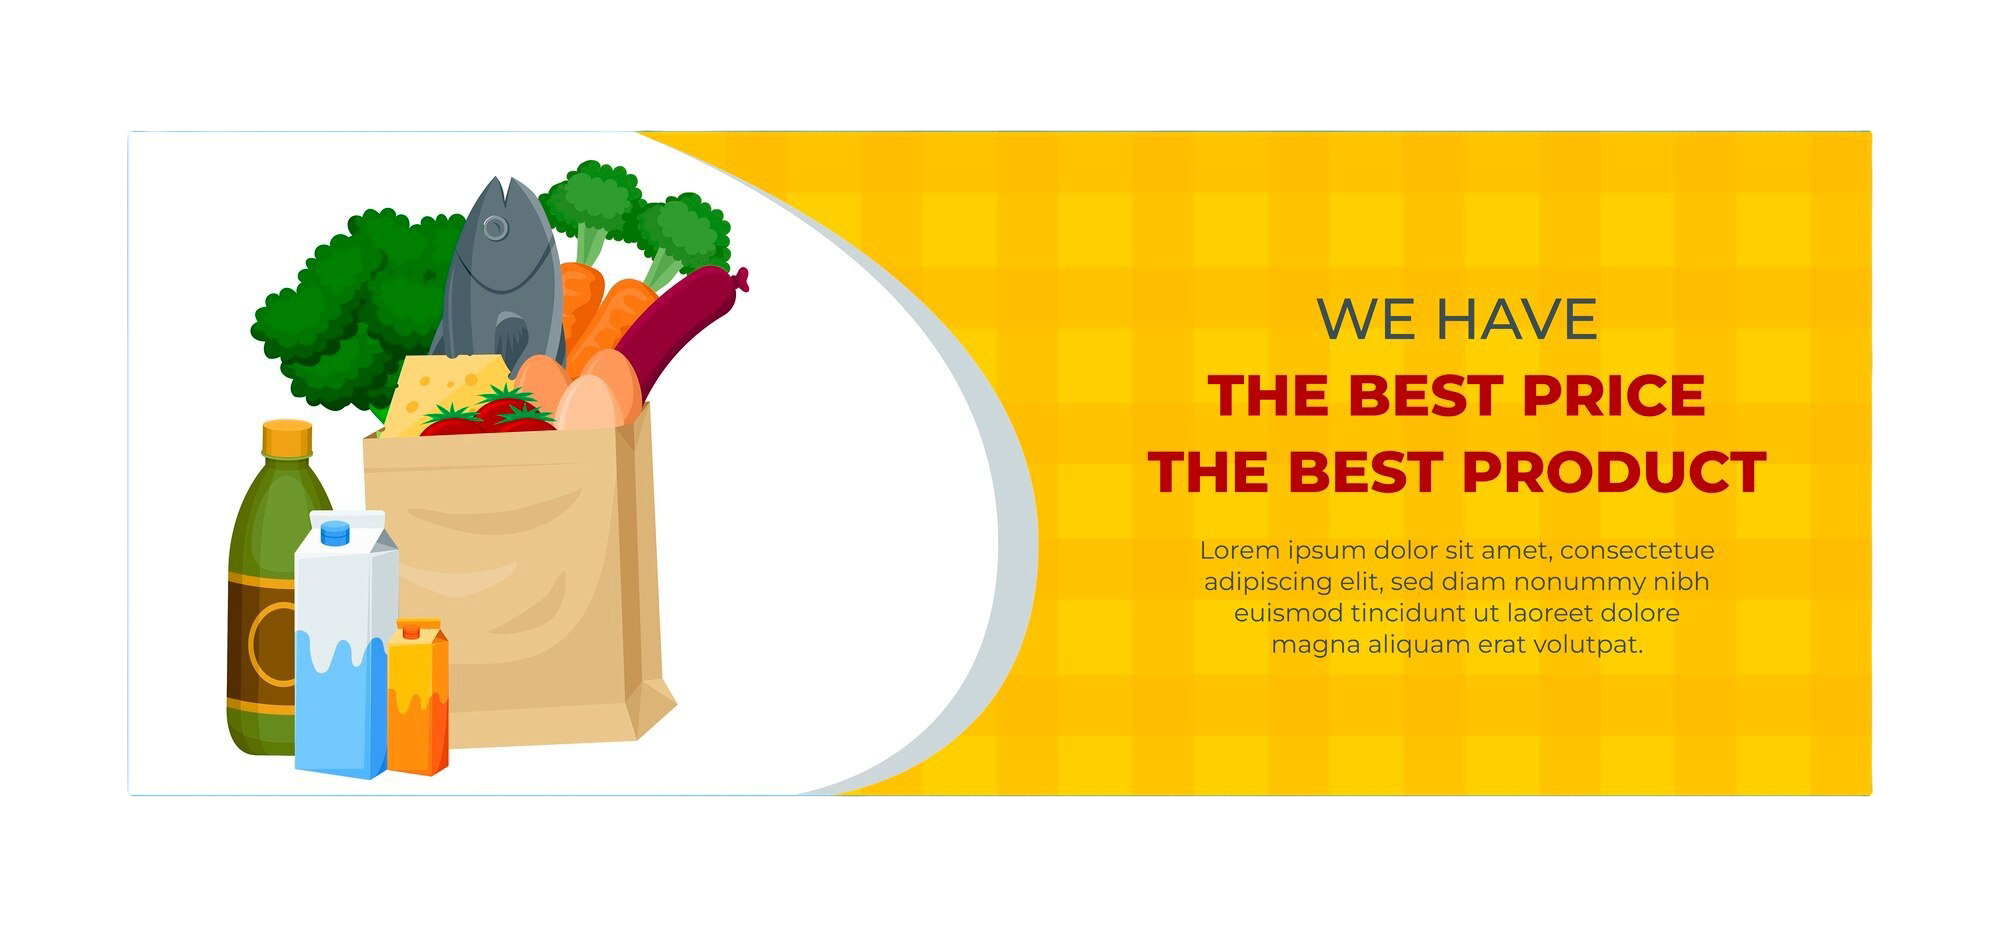 WE HAVE
THE BEST PRICE
THE BEST PRODUCT
Lorem ipsum dolor sit amet, consectetue
adipiscing elit, sed diam nonummy nibh
euismod tincidunt ut laoreet dolore
magna aliquam erat volutpat.